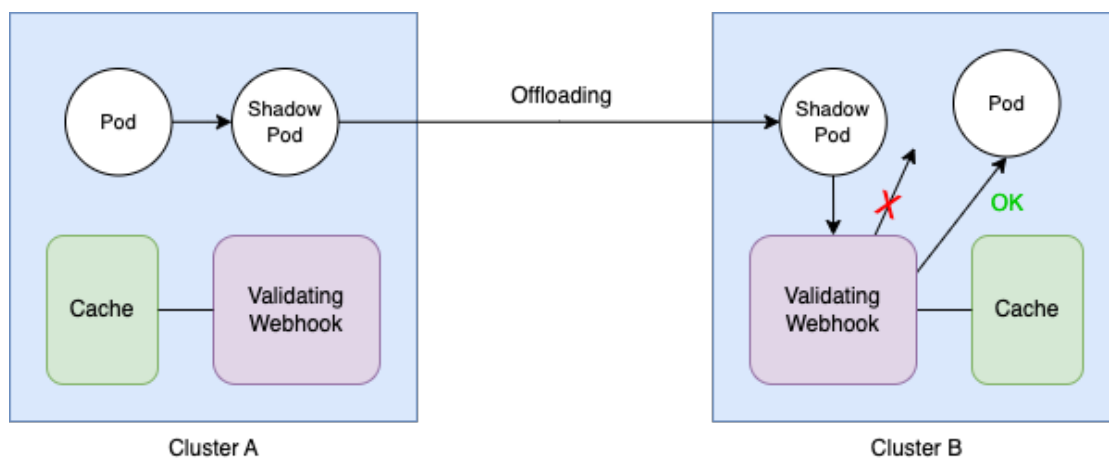 Pod
Shadow
Pod
Offloading
Shadow
Pod
Pod
OK
Cache
Validating
Webhook
Validating
Webhook
Cache
Cluster A
Cluster B